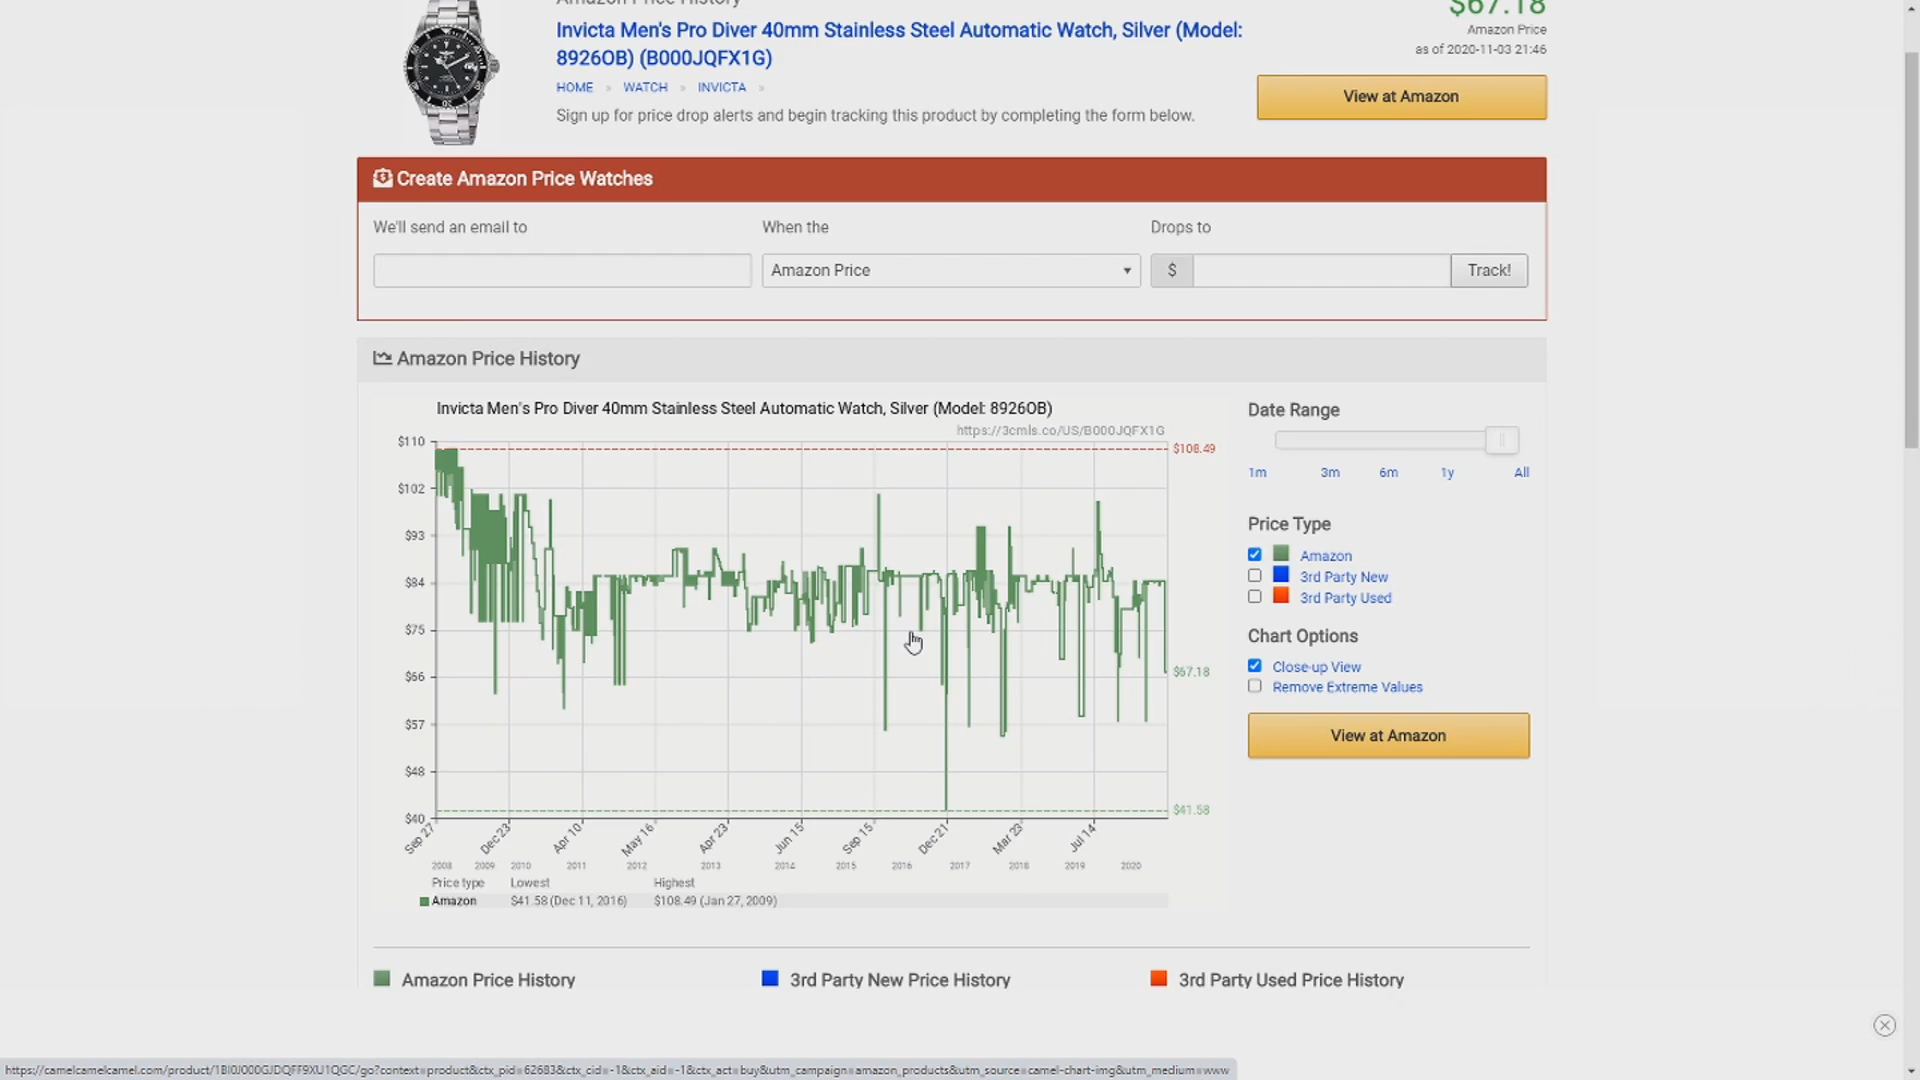 Amazon Price History
$67.18
Invicta Men's Pro Diver 40mm Stainless Steel Automatic Watch, Silver (Model:
8926OB) (B000JQFX1G)
Amazon Price
as of 2020-11-03 21:46
HOME » WATCH » INVICTA »
View at Amazon
Sign up for price drop alerts and begin tracking this product by completing the form below.
Create Amazon Price Watches
We'll send an email to
When the
Drops to
Amazon Price
$
Track!
Amazon Price History
Invicta Men's Pro Diver 40mm Stainless Steel Automatic Watch, Silver (Model: 8926OB)
https://3cmls.co/US/B000JQFX1G
$110
$102
$93
$84
$75
$66
$57
$48
$40
$108.49
$67.18
$41.58
Sep 27
Dec 23
Apr 10
May 16
Apr 23
Jun 15
Sep 15
Dec 21
Mar 23
Jul 14
2008 2009 2010 2011 2012 2013 2014 2015 2016 2017 2018 2019 2020
Price type Lowest Highest
Amazon $41.58 (Dec 11, 2016) $108.49 (Jan 27, 2009)
Date Range
1m 3m 6m 1y All
Price Type
Amazon
3rd Party New
3rd Party Used
Chart Options
Close-up View
Remove Extreme Values
View at Amazon
Amazon Price History
3rd Party New Price History
3rd Party Used Price History